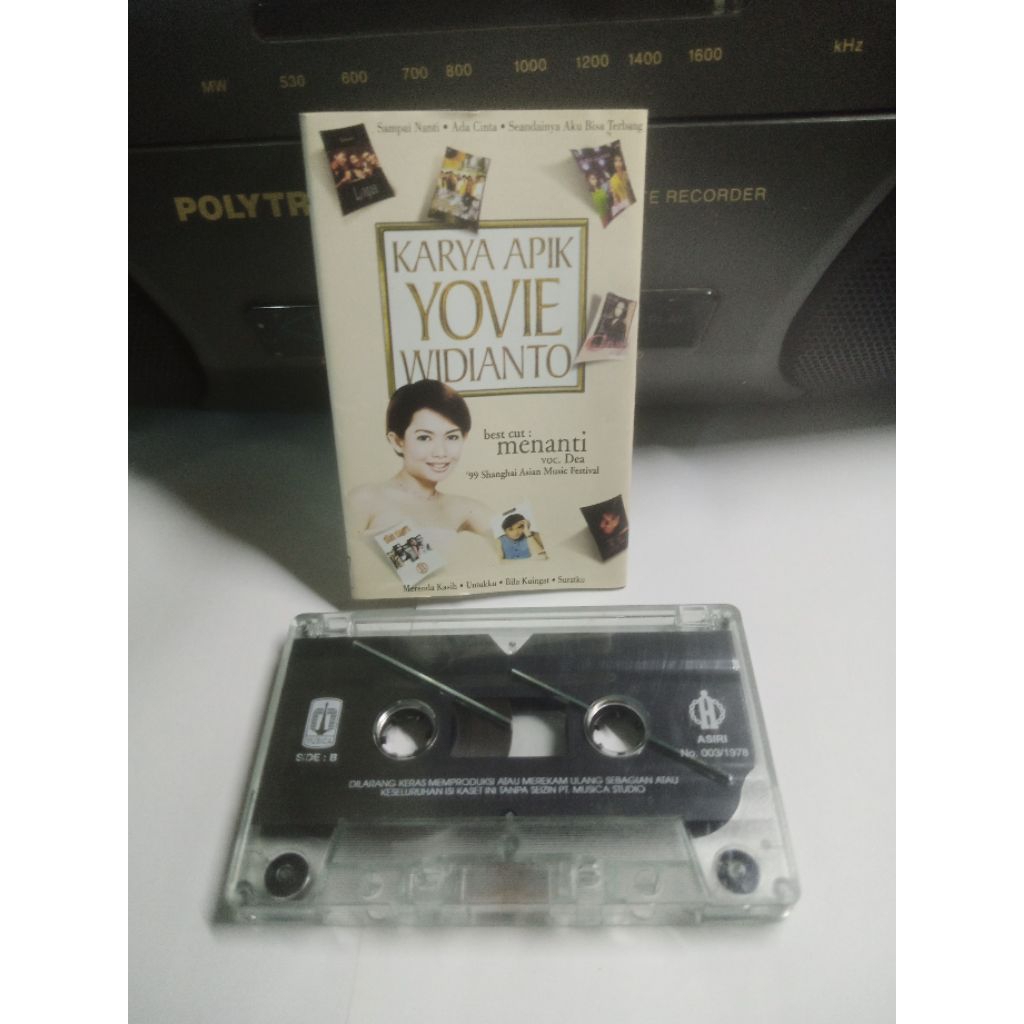 MW 530 600 700 800 1000 1200 1400 1600 kHz
POLYTR
TE RECORDER
Sampai Nanti • Ada Cinta • Seandainya Aku Bisa Terbang
KARYA APIK
YOVIE
WIDIANTO
best cut :
menanti
voc. Dea
'99 Shanghai Asian Music Festival
Merenda Kasih • Untukku • Bila Kuingat • Suratku
MUSICA
SIDE : B
ASIRI
No. 003/1978
DILARANG KERAS MEMPRODUKSI ATAU MEREKAM ULANG SEBAGIAN ATAU
KESELURUHAN ISI KASET INI TANPA SEIZIN PT. MUSICA STUDIO